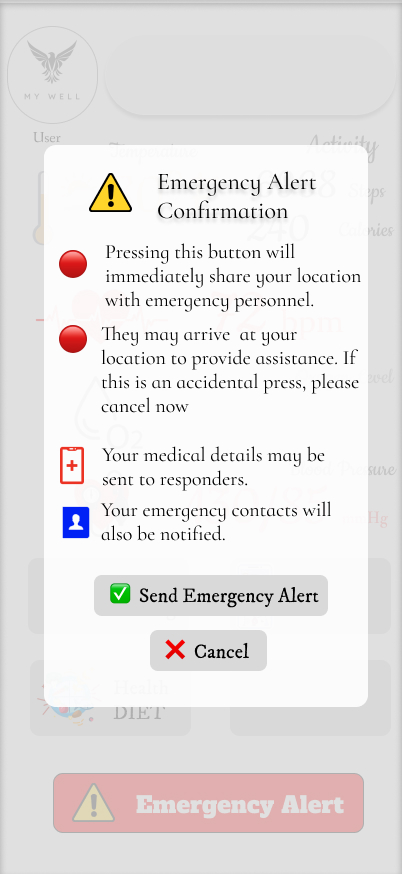 MY WELL
User
Activity
Emergency Alert
Confirmation
Pressing this button will
immediately share your location
with emergency personnel.
They may arrive at your
location to provide assistance. If
this is an accidental press, please
cancel now
Your medical details may be
sent to responders.
Your emergency contacts will
also be notified.
Send Emergency Alert
Cancel
Health
DIET
Emergency Alert